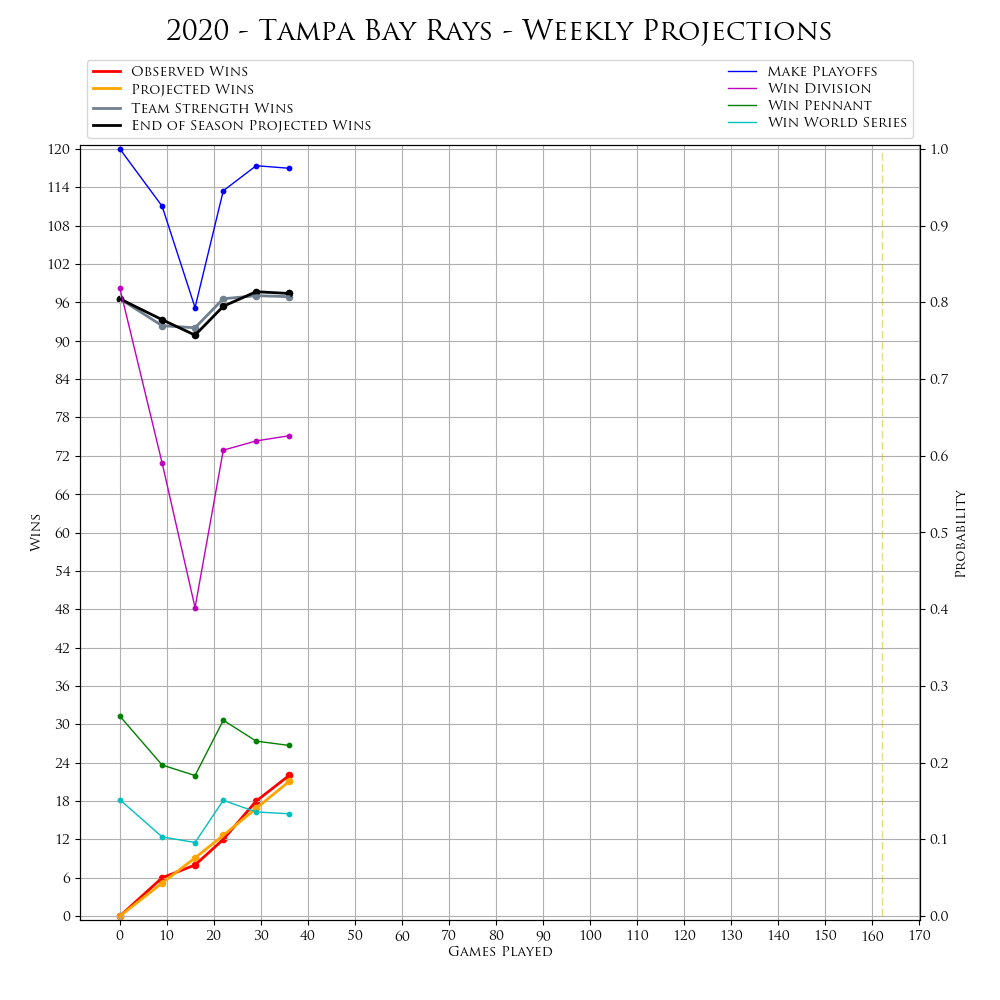 2020 - Tampa Bay Rays - Weekly Projections
Observed Wins
Projected Wins
Team Strength Wins
End of Season Projected Wins
Make Playoffs
Win Division
Win Pennant
Win World Series
120
114
108
102
96
90
84
78
72
66
60
54
48
42
36
30
24
18
12
6
0
Wins
1.0
0.9
0.8
0.7
0.6
0.5
0.4
0.3
0.2
0.1
0.0
Probability
0 10 20 30 40 50 60 70 80 90 100 110 120 130 140 150 160 170
Games Played